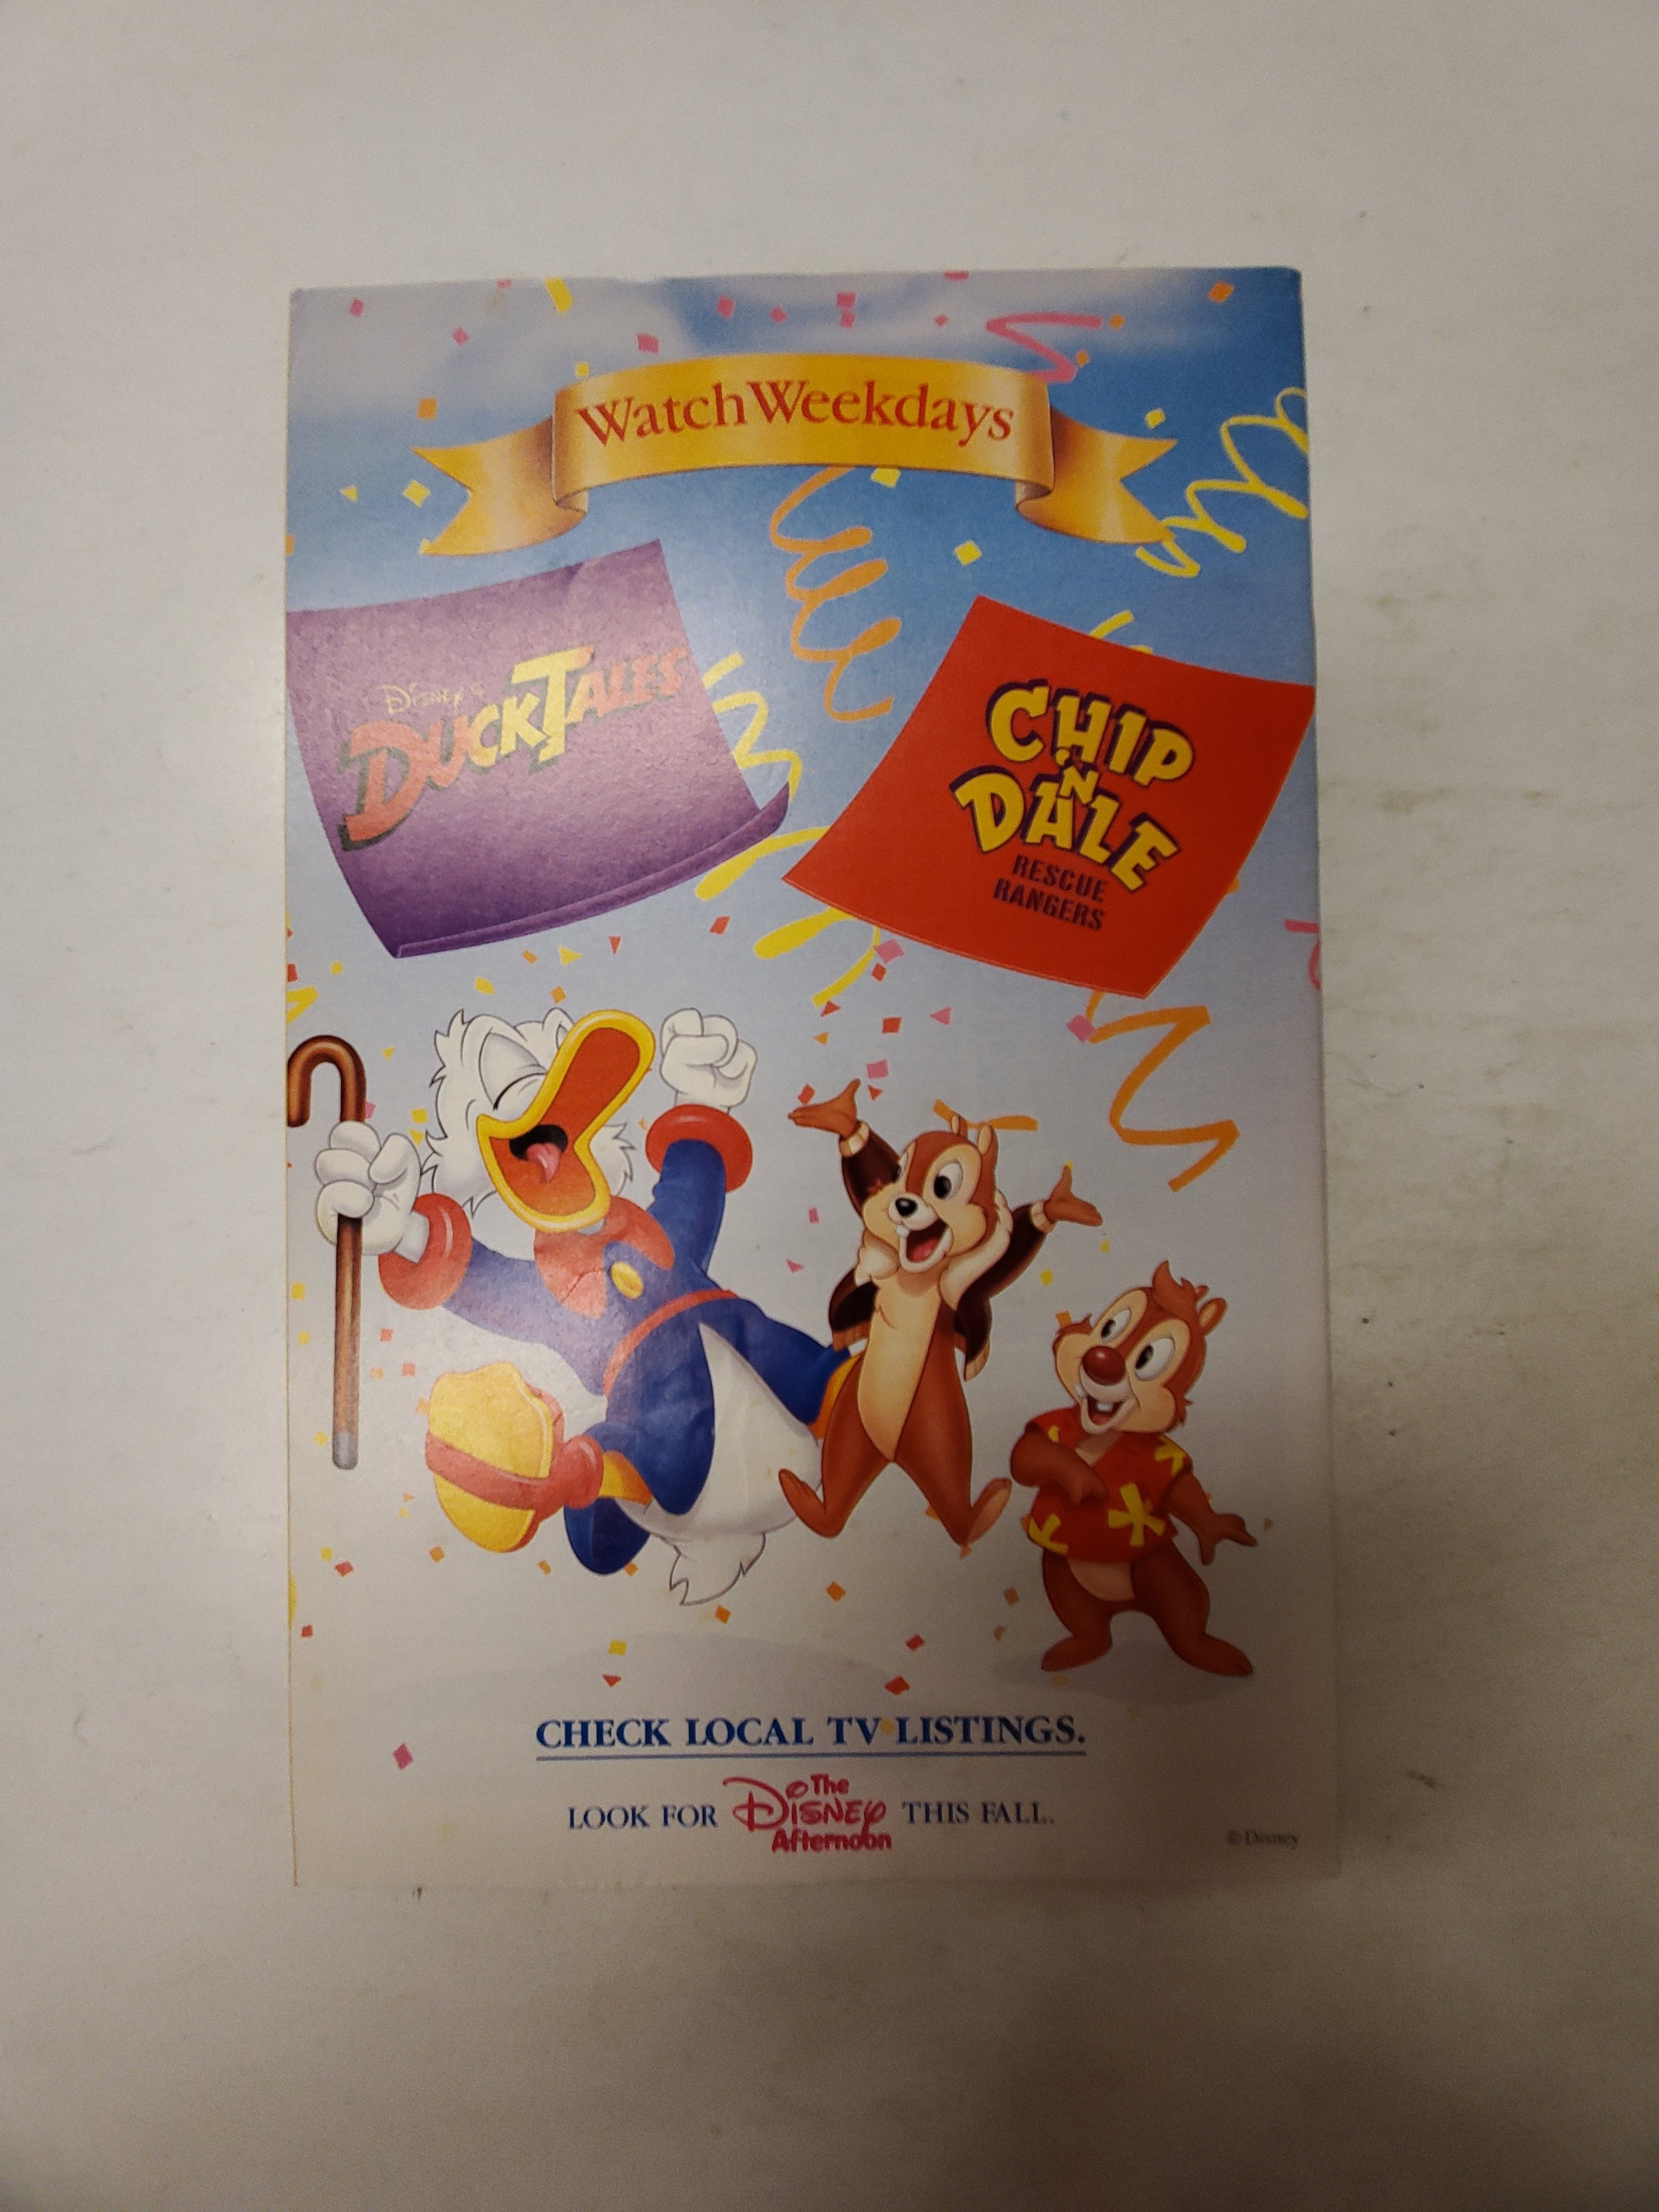 Watch Weekdays
Disney's
DuckTales
CHIP
'N
DALE
RESCUE
RANGERS
CHECK LOCAL TV LISTINGS.
LOOK FOR The Disney Afternoon THIS FALL.
© Disney